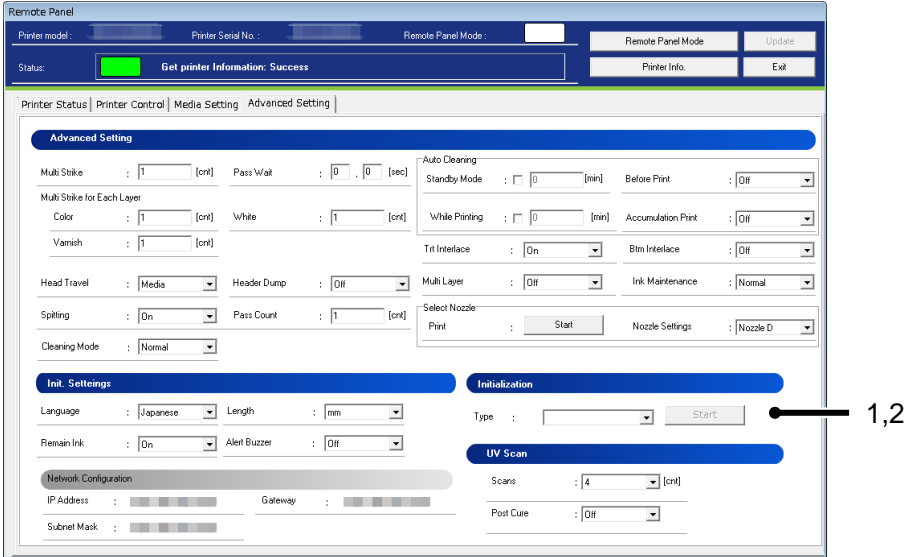 Remote Panel
Printer model : Printer Serial No. : Remote Panel Mode : Remote Panel Mode Update
Status: Get printer Information: Success Printer Info. Exit
Printer Status Printer Control Media Setting Advanced Setting
Advanced Setting
Multi Strike : 1 [cnt] Pass Wait : 0 . 0 [sec]
Multi Strike for Each Layer
Color : 1 [cnt] White : 1 [cnt]
Varnish : 1 [cnt]
Auto Cleaning
Standby Mode : 0 [min] Before Print : Off
While Printing : 0 [min] Accumulation Print : Off
Trt Interlace : On Btm Interlace : Off
Head Travel : Media Header Dump : Off Multi Layer : Off Ink Maintenance : Normal
Spitting : On Pass Count : 1 [cnt]
Select Nozzle
Print : Start Nozzle Settings : Nozzle D
Cleaning Mode : Normal
Init. Setteings
Language : Japanese Length : mm
Remain Ink : On Alert Buzzer : Off
Network Configuration
IP Address : Gateway :
Subnet Mask :
Initialization
Type : Start 1,2
UV Scan
Scans : 4 [cnt]
Post Cure : Off